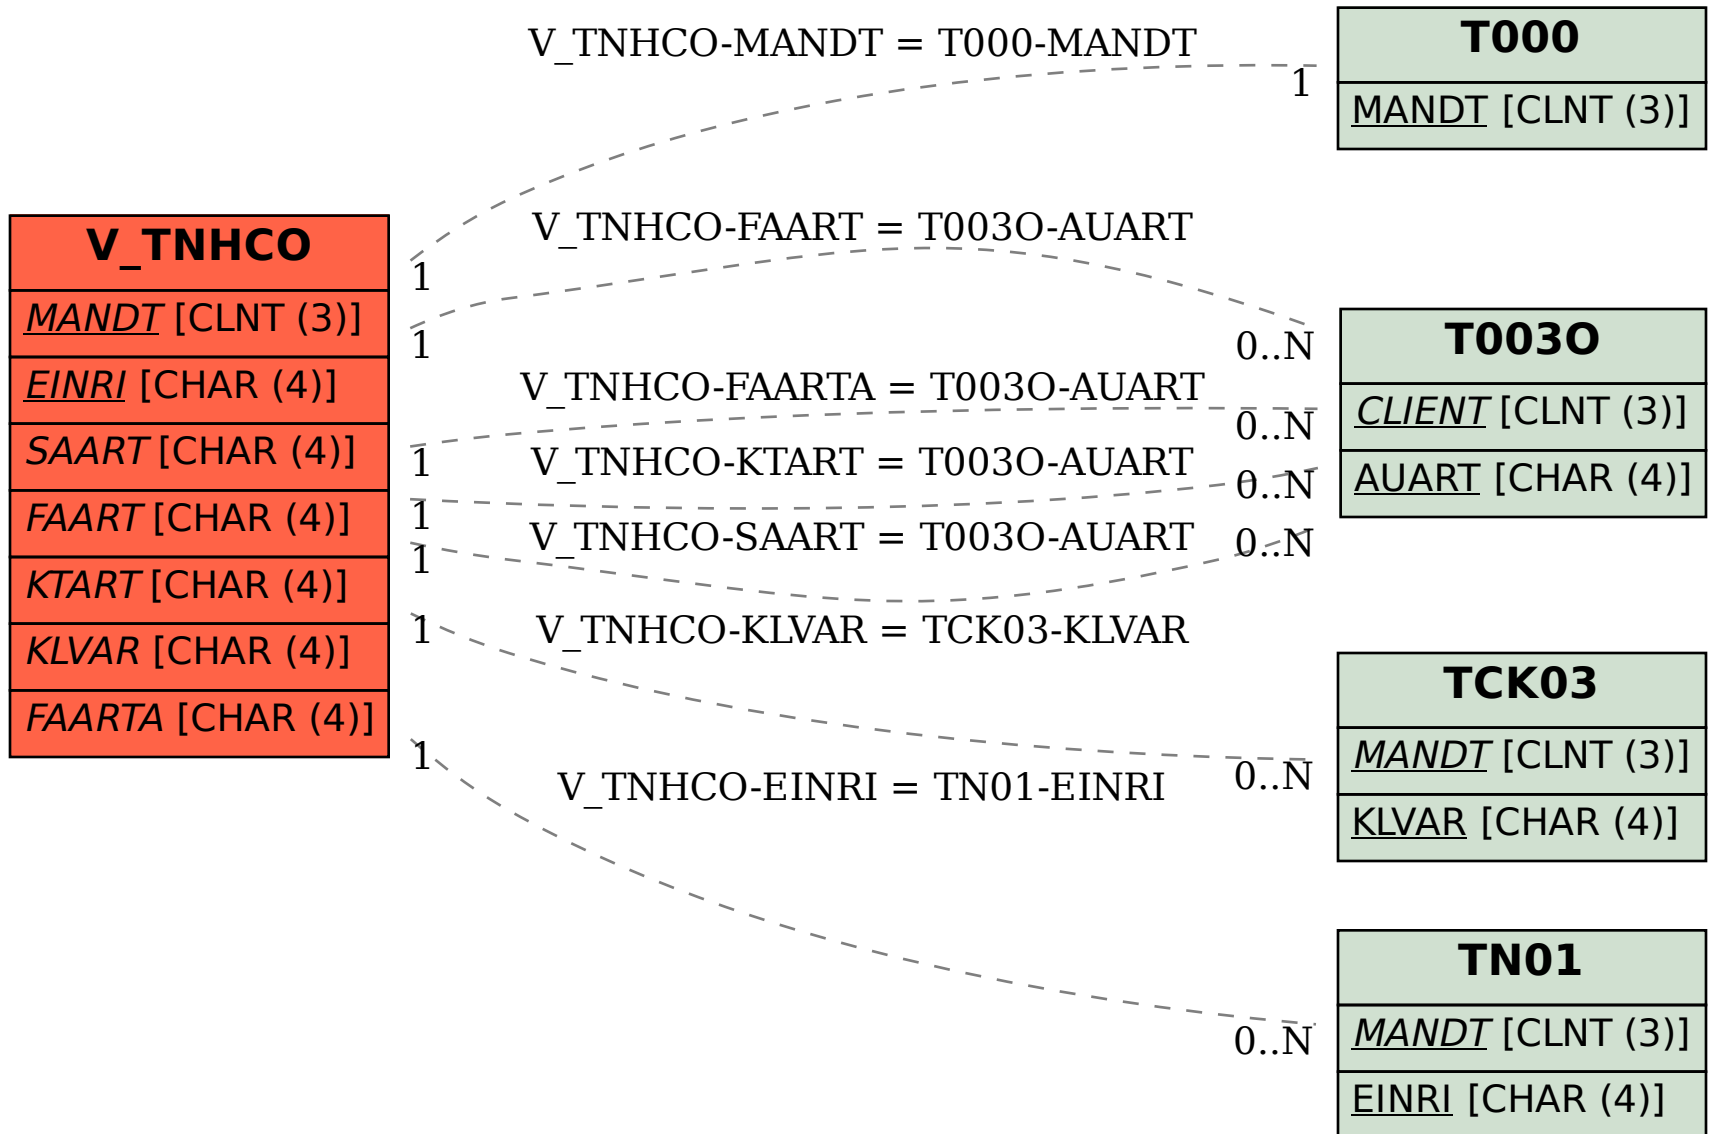 V_TNHCO
MANDT [CLNT (3)]
EINRI [CHAR (4)]
SAART [CHAR (4)]
FAART [CHAR (4)]
KTART [CHAR (4)]
KLVAR [CHAR (4)]
FAARTA [CHAR (4)]
V_TNHCO-MANDT = T000-MANDT
1
1
V_TNHCO-FAART = T003O-AUART
1
0..N
V_TNHCO-FAARTA = T003O-AUART
1
0..N
V_TNHCO-KTART = T003O-AUART
1
0..N
V_TNHCO-SAART = T003O-AUART
1
0..N
V_TNHCO-KLVAR = TCK03-KLVAR
1
0..N
V_TNHCO-EINRI = TN01-EINRI
1
0..N
T000
MANDT [CLNT (3)]
T003O
CLIENT [CLNT (3)]
AUART [CHAR (4)]
TCK03
MANDT [CLNT (3)]
KLVAR [CHAR (4)]
TN01
MANDT [CLNT (3)]
EINRI [CHAR (4)]